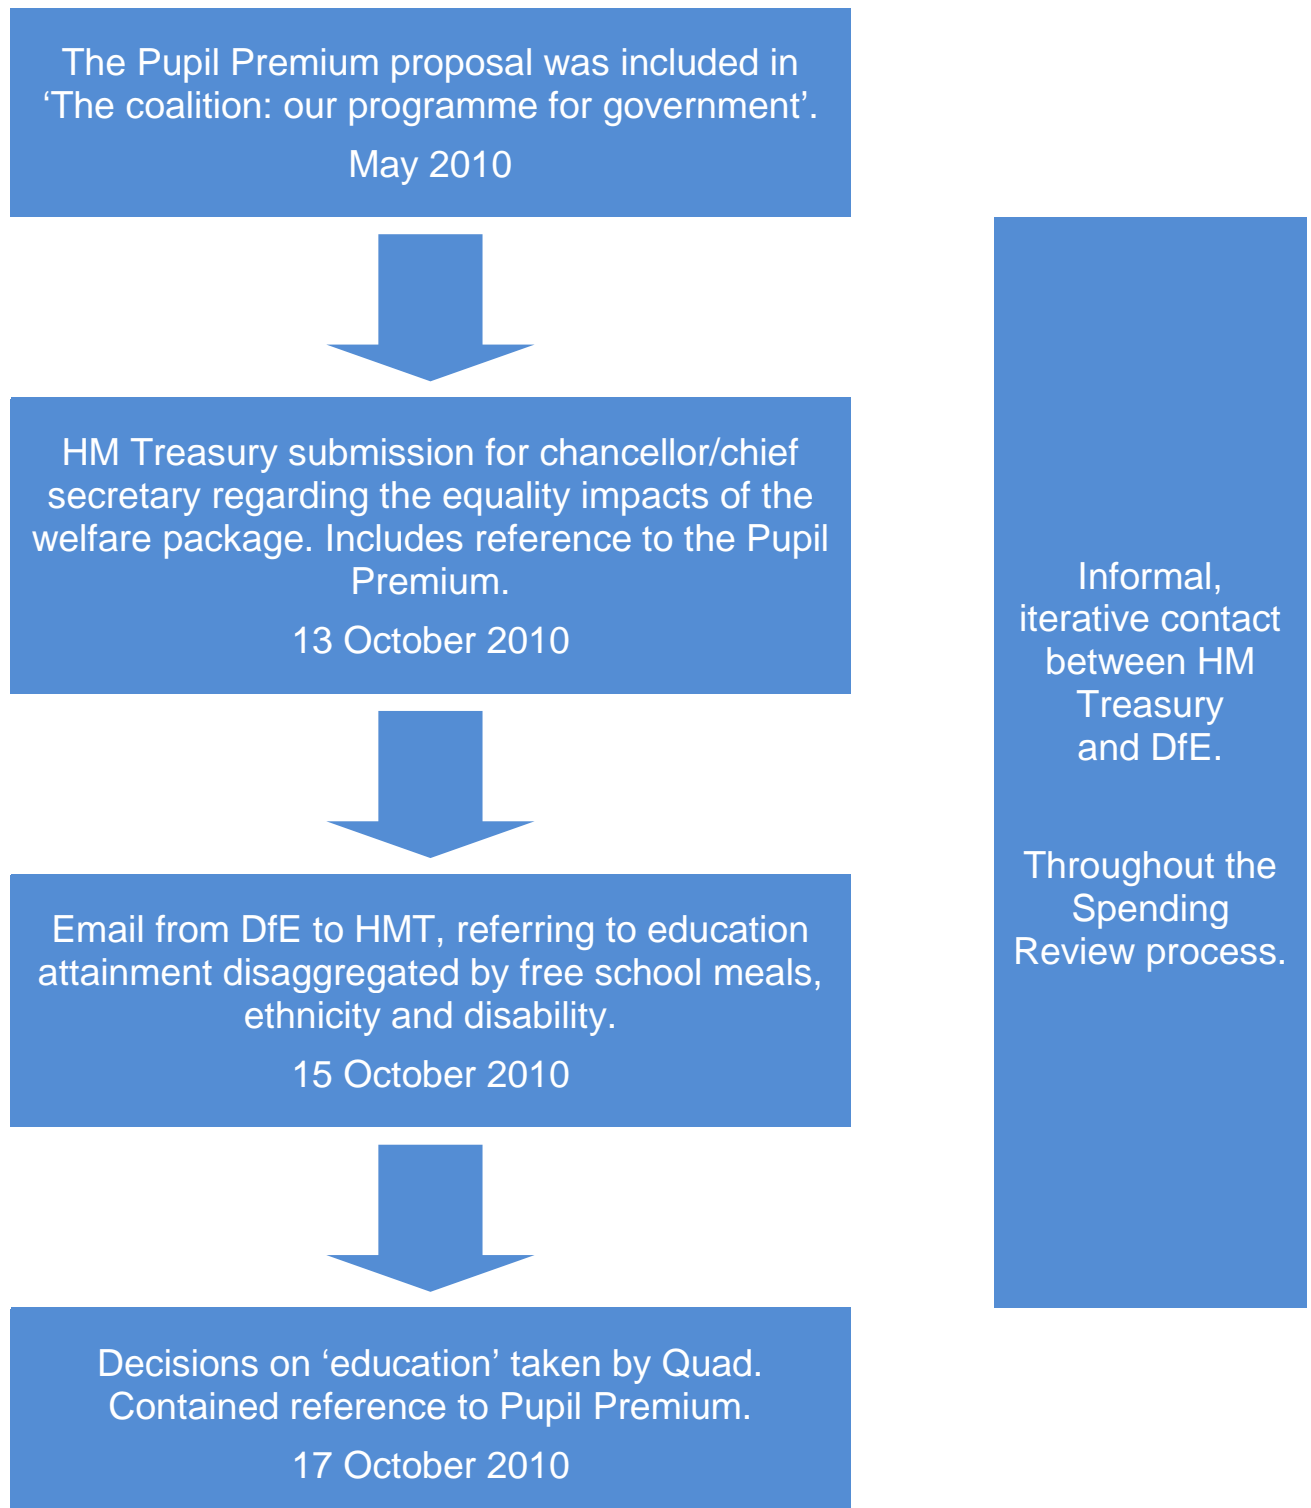 The Pupil Premium proposal was included in
‘The coalition: our programme for government’.
May 2010
HM Treasury submission for chancellor/chief
secretary regarding the equality impacts of the
welfare package. Includes reference to the Pupil
Premium.
13 October 2010
Email from DfE to HMT, referring to education
attainment disaggregated by free school meals,
ethnicity and disability.
15 October 2010
Decisions on ‘education’ taken by Quad.
Contained reference to Pupil Premium.
17 October 2010
Informal,
iterative contact
between HM
Treasury
and DfE.
Throughout the
Spending
Review process.